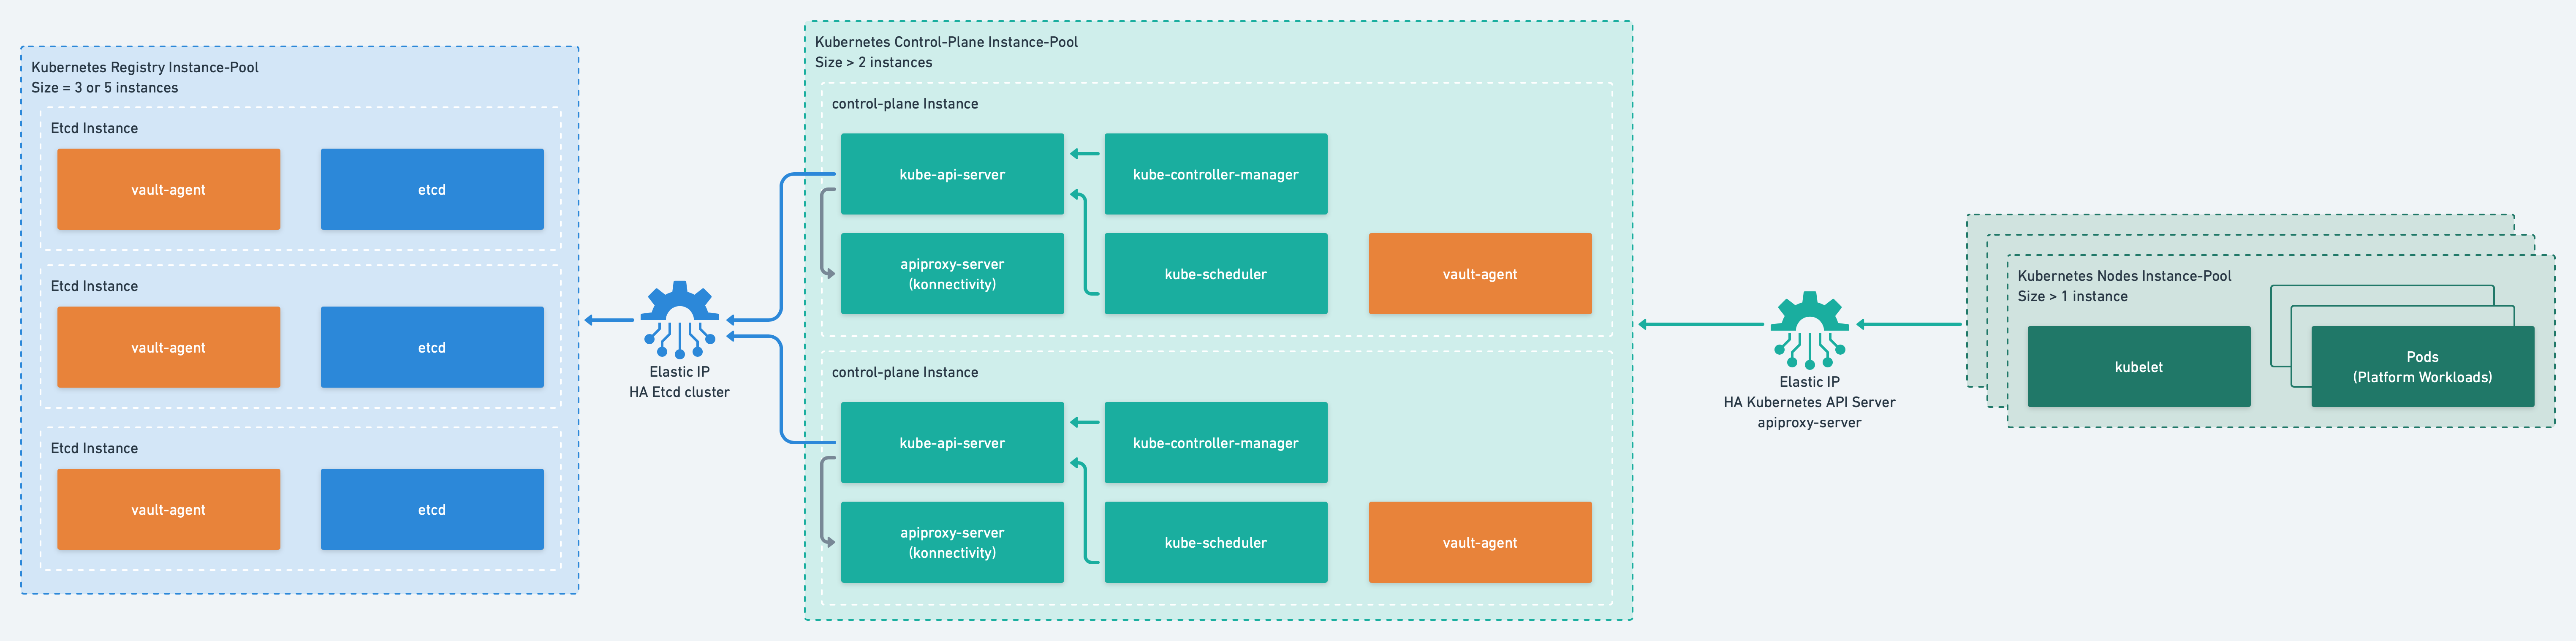 Kubernetes Registry Instance-Pool
Size = 3 or 5 instances
Etcd Instance
vault-agent
etcd
Etcd Instance
vault-agent
etcd
Etcd Instance
vault-agent
etcd
Elastic IP
HA Etcd cluster
Kubernetes Control-Plane Instance-Pool
Size > 2 instances
control-plane Instance
kube-api-server
kube-controller-manager
apiproxy-server
(konnectivity)
kube-scheduler
vault-agent
control-plane Instance
kube-api-server
kube-controller-manager
apiproxy-server
(konnectivity)
kube-scheduler
vault-agent
Elastic IP
HA Kubernetes API Server
apiproxy-server
Kubernetes Nodes Instance-Pool
Size > 1 instance
kubelet
Pods
(Platform Workloads)